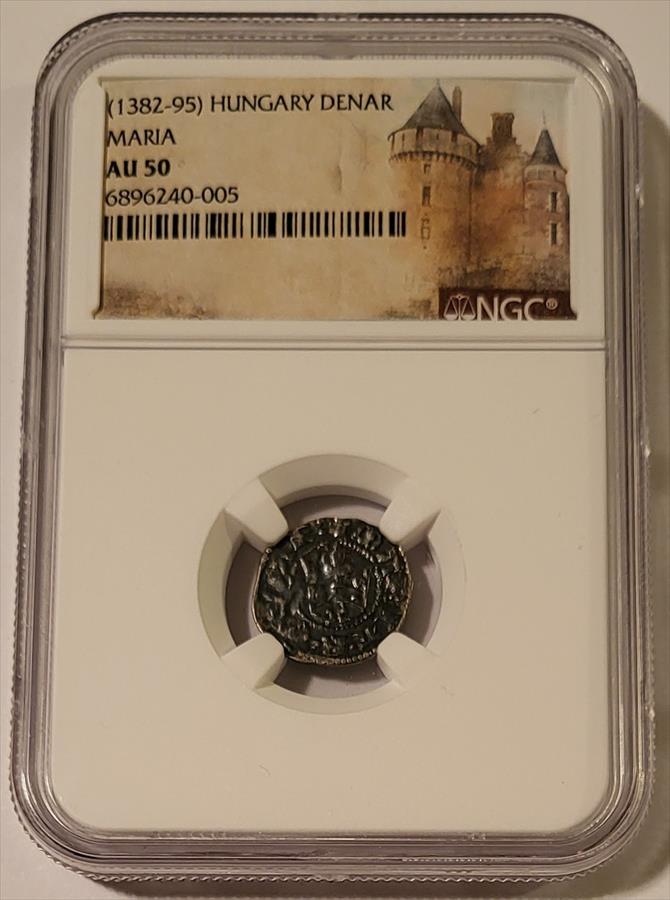 (1382-95) HUNGARY DENAR
MARIA
AU 50
6896240-005
NGC®